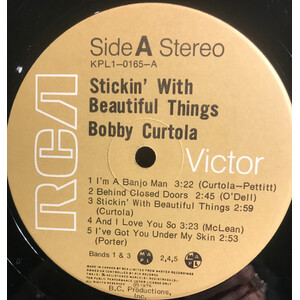 Side A Stereo
KPL1-0165-A
Stickin' With
Beautiful Things
Bobby Curtola
RCA
Victor
1 I'm A Banjo Man 3:22 (Curtola-Pettitt)
2 Behind Closed Doors 2:45 (O'Dell)
3 Stickin' With Beautiful Things 2:59
(Curtola)
4 And I Love You So 3:23 (McLean)
5 I've Got You Under My Skin 2:53
(Porter)
Bands 1 & 3
2,4,5
B.C. Productions,
Inc.